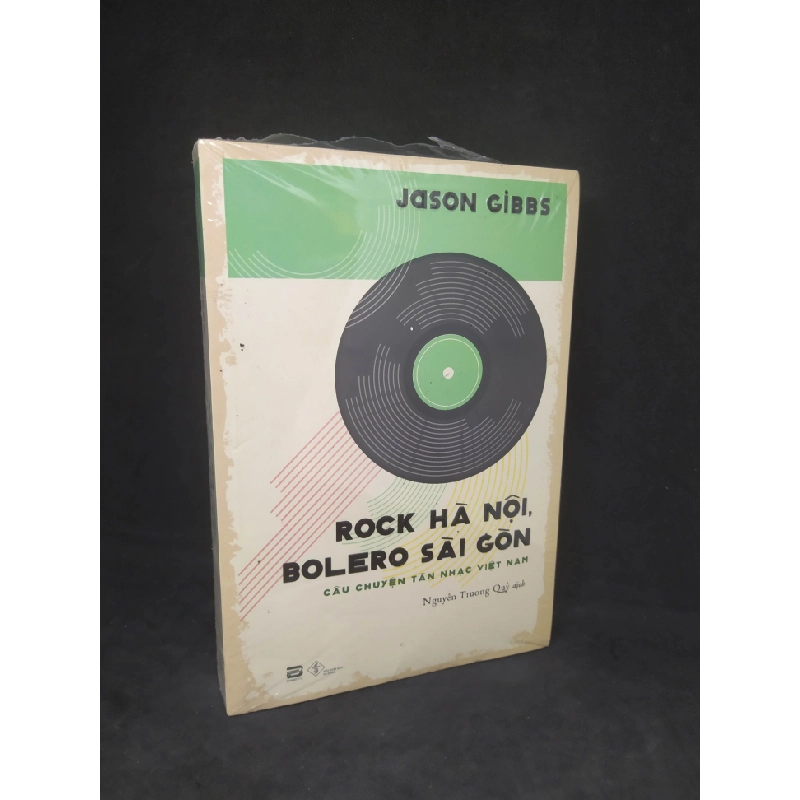 JASON GIBBS
ROCK HÀ NỘI,
BOLERO SÀI GÒN
CÂU CHUYỆN TÂN NHẠC VIỆT NAM
Nguyễn Trương Quý dịch